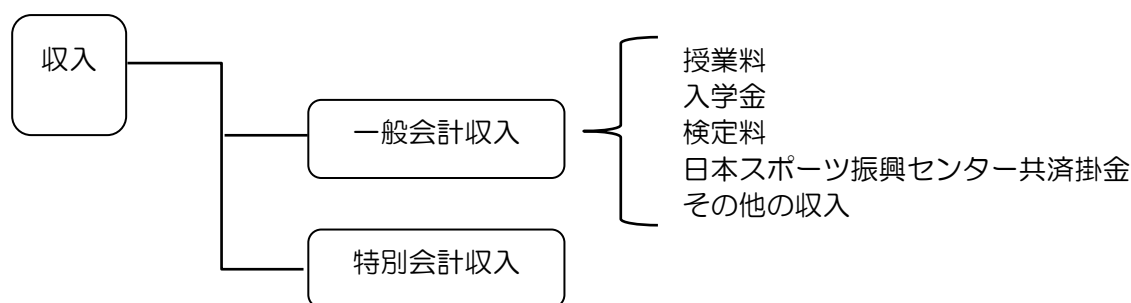 収入
一般会計収入
授業料
入学金
検定料
日本スポーツ振興センター共済掛金
その他の収入
特別会計収入